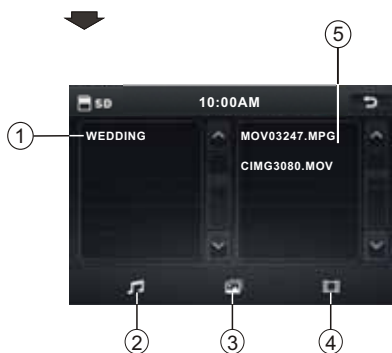 5
SD 10:00AM
1 WEDDING MOV03247.MPG
CIMG3080.MOV
2 3 4